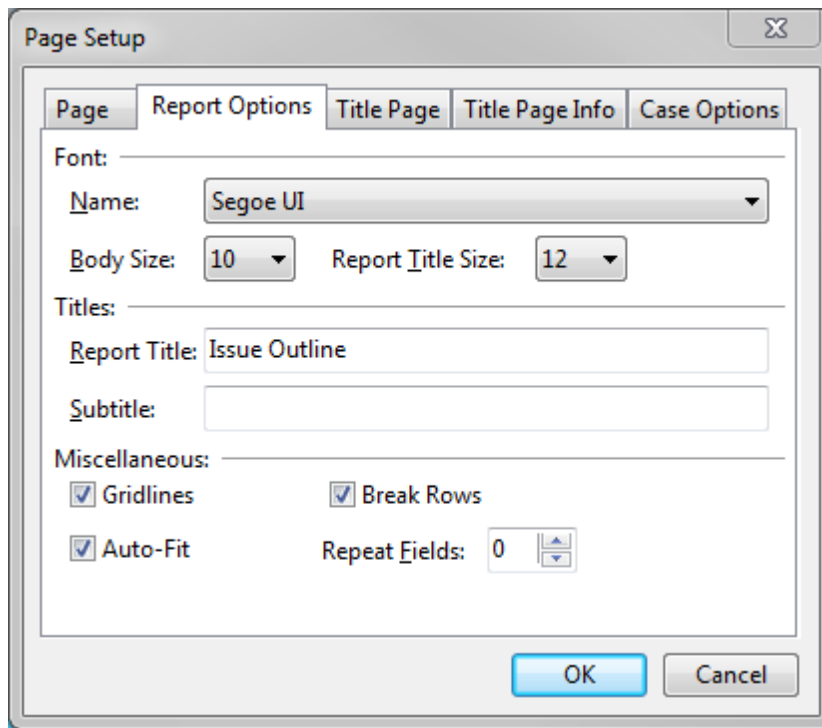 Page Setup
Page Report Options Title Page Title Page Info Case Options
Font:
Name: Segoe UI
Body Size: 10 Report Title Size: 12
Titles:
Report Title: Issue Outline
Subtitle:
Miscellaneous:
Gridlines Break Rows
Auto-Fit Repeat Fields: 0
OK Cancel